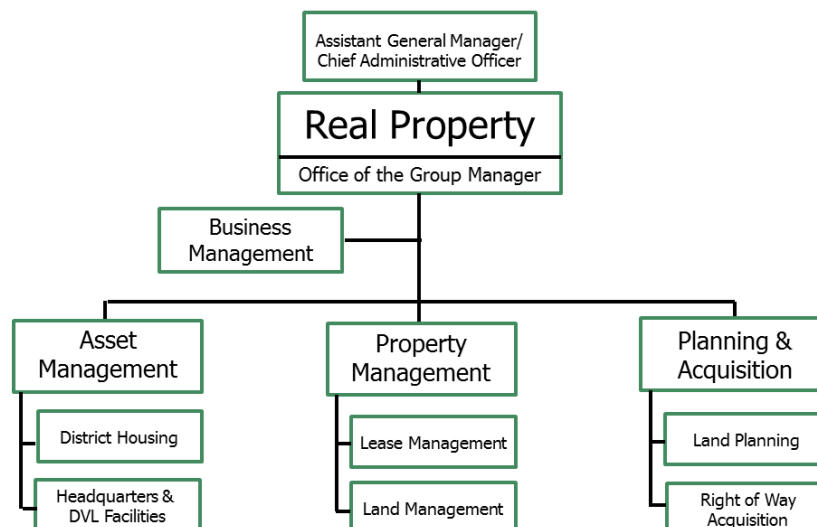 Assistant General Manager/
Chief Administrative Officer
Real Property
Office of the Group Manager
Business
Management
Asset
Management
District Housing
Headquarters &
DVL Facilities
Property
Management
Lease Management
Land Management
Planning &
Acquisition
Land Planning
Right of Way
Acquisition